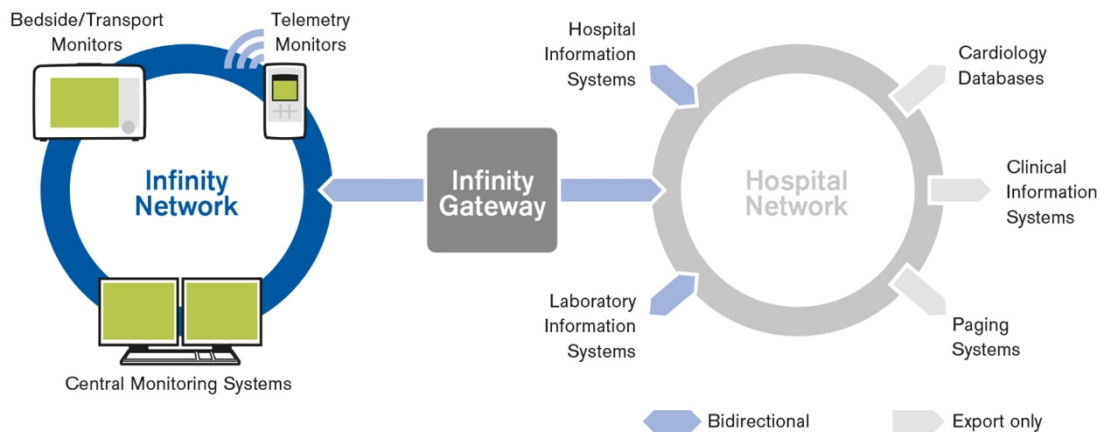 Bedside/Transport
Monitors
Telemetry
Monitors
Infinity
Network
Central Monitoring Systems
Infinity
Gateway
Hospital
Information
Systems
Laboratory
Information
Systems
Hospital
Network
Cardiology
Databases
Clinical
Information
Systems
Paging
Systems
Bidirectional
Export only